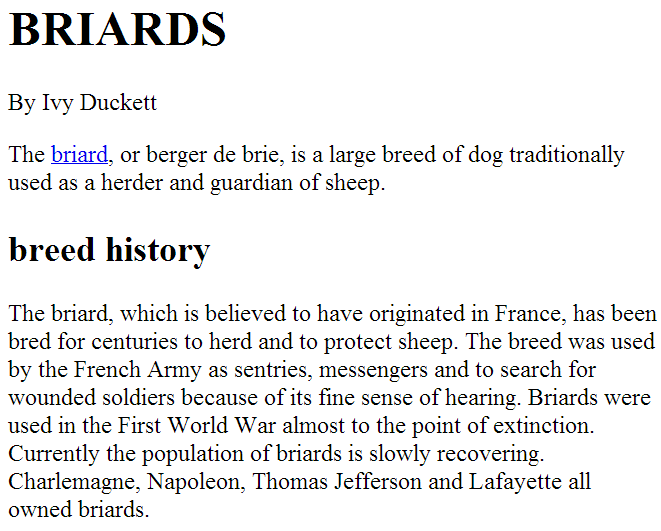 BRIARDS
By Ivy Duckett
The briard, or berger de brie, is a large breed of dog traditionally
used as a herder and guardian of sheep.
breed history
The briard, which is believed to have originated in France, has been
bred for centuries to herd and to protect sheep. The breed was used
by the French Army as sentries, messengers and to search for
wounded soldiers because of its fine sense of hearing. Briards were
used in the First World War almost to the point of extinction.
Currently the population of briards is slowly recovering.
Charlemagne, Napoleon, Thomas Jefferson and Lafayette all
owned briards.